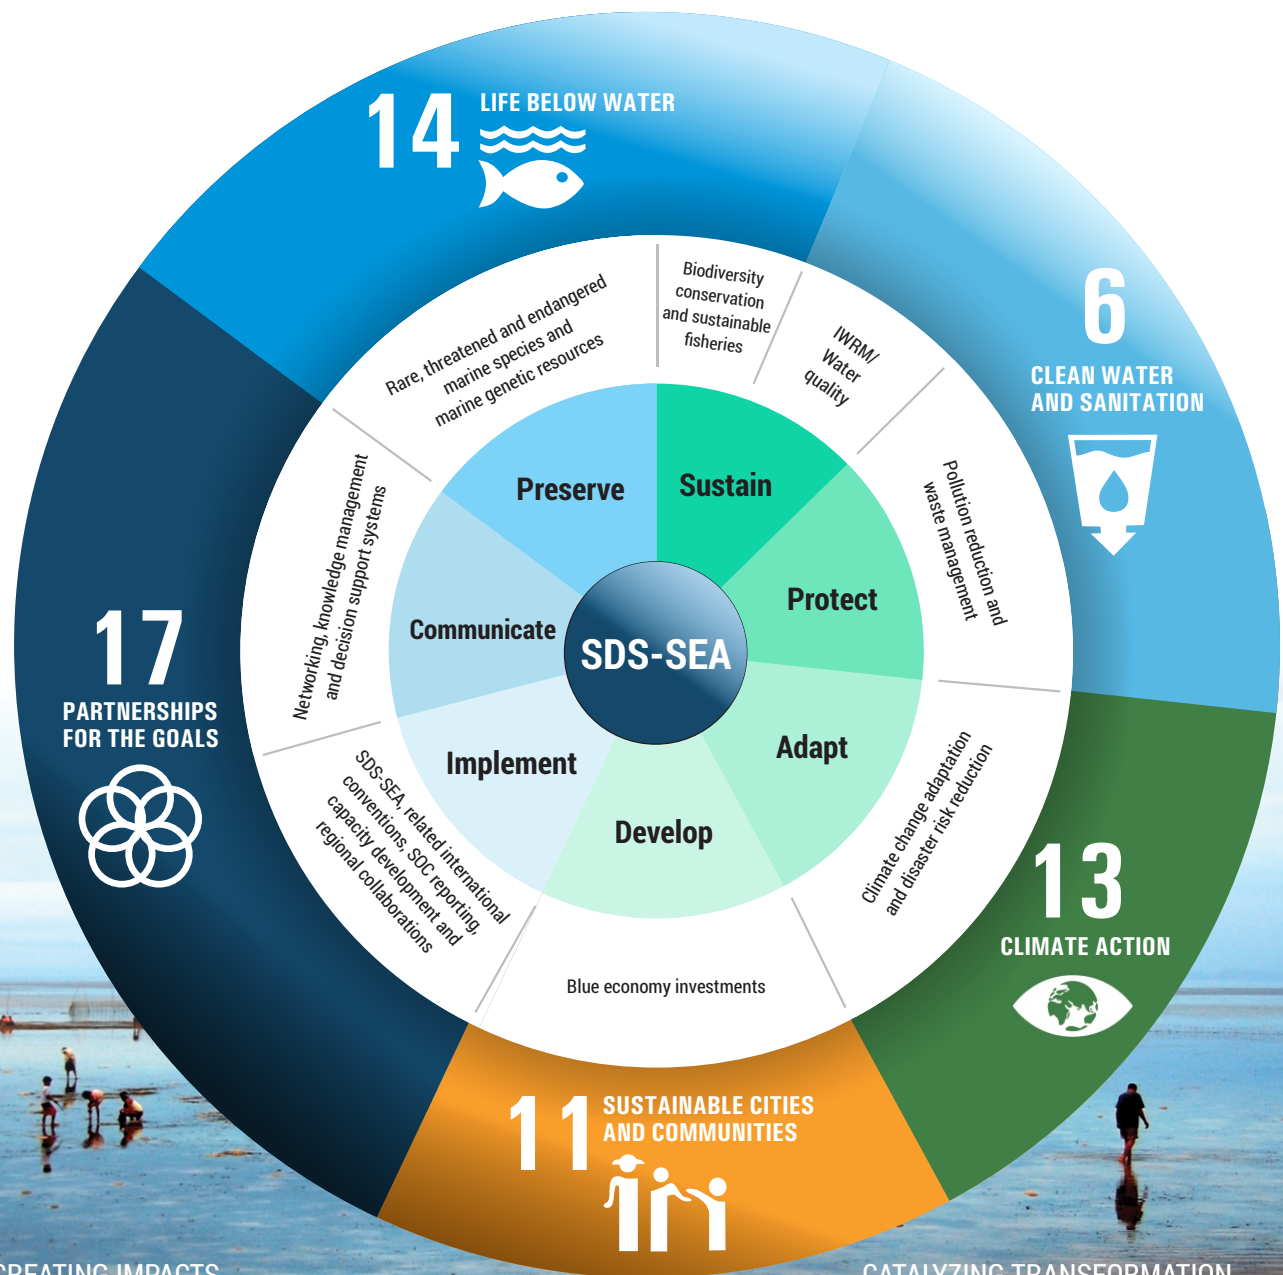 14
LIFE BELOW WATER
6
CLEAN WATER
AND SANITATION
13
CLIMATE ACTION
11
SUSTAINABLE CITIES
AND COMMUNITIES
17
PARTNERSHIPS
FOR THE GOALS
Rare, threatened and endangered
marine species and
marine genetic resources
Biodiversity
conservation
and sustainable
fisheries
IWRM/
Water
quality
Pollution reduction and
waste management
Climate change adaptation
and disaster risk reduction
Blue economy investments
SDS-SEA, related international
conventions, SOC reporting,
capacity development and
regional collaborations
Networking, knowledge management
and decision support systems
Preserve
Sustain
Protect
Adapt
Develop
Implement
Communicate
SDS-SEA
CREATING IMPACTS
CATALYZING TRANSFORMATION